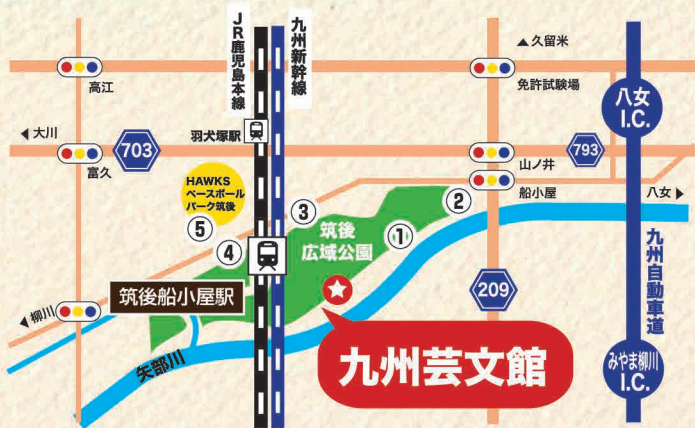 JR鹿児島本線
九州新幹線
▲久留米
高江
免許試験場
八女
I.C.
◀大川
703
羽犬塚駅
富久
山ノ井
793
HAWKS
ベースボール
パーク筑後
船小屋
八女▶
⑤
④
③
筑後
広域公園
①
②
九州自動車道
筑後船小屋駅
209
◀柳川
矢部川
九州芸文館
みやま柳川
I.C.